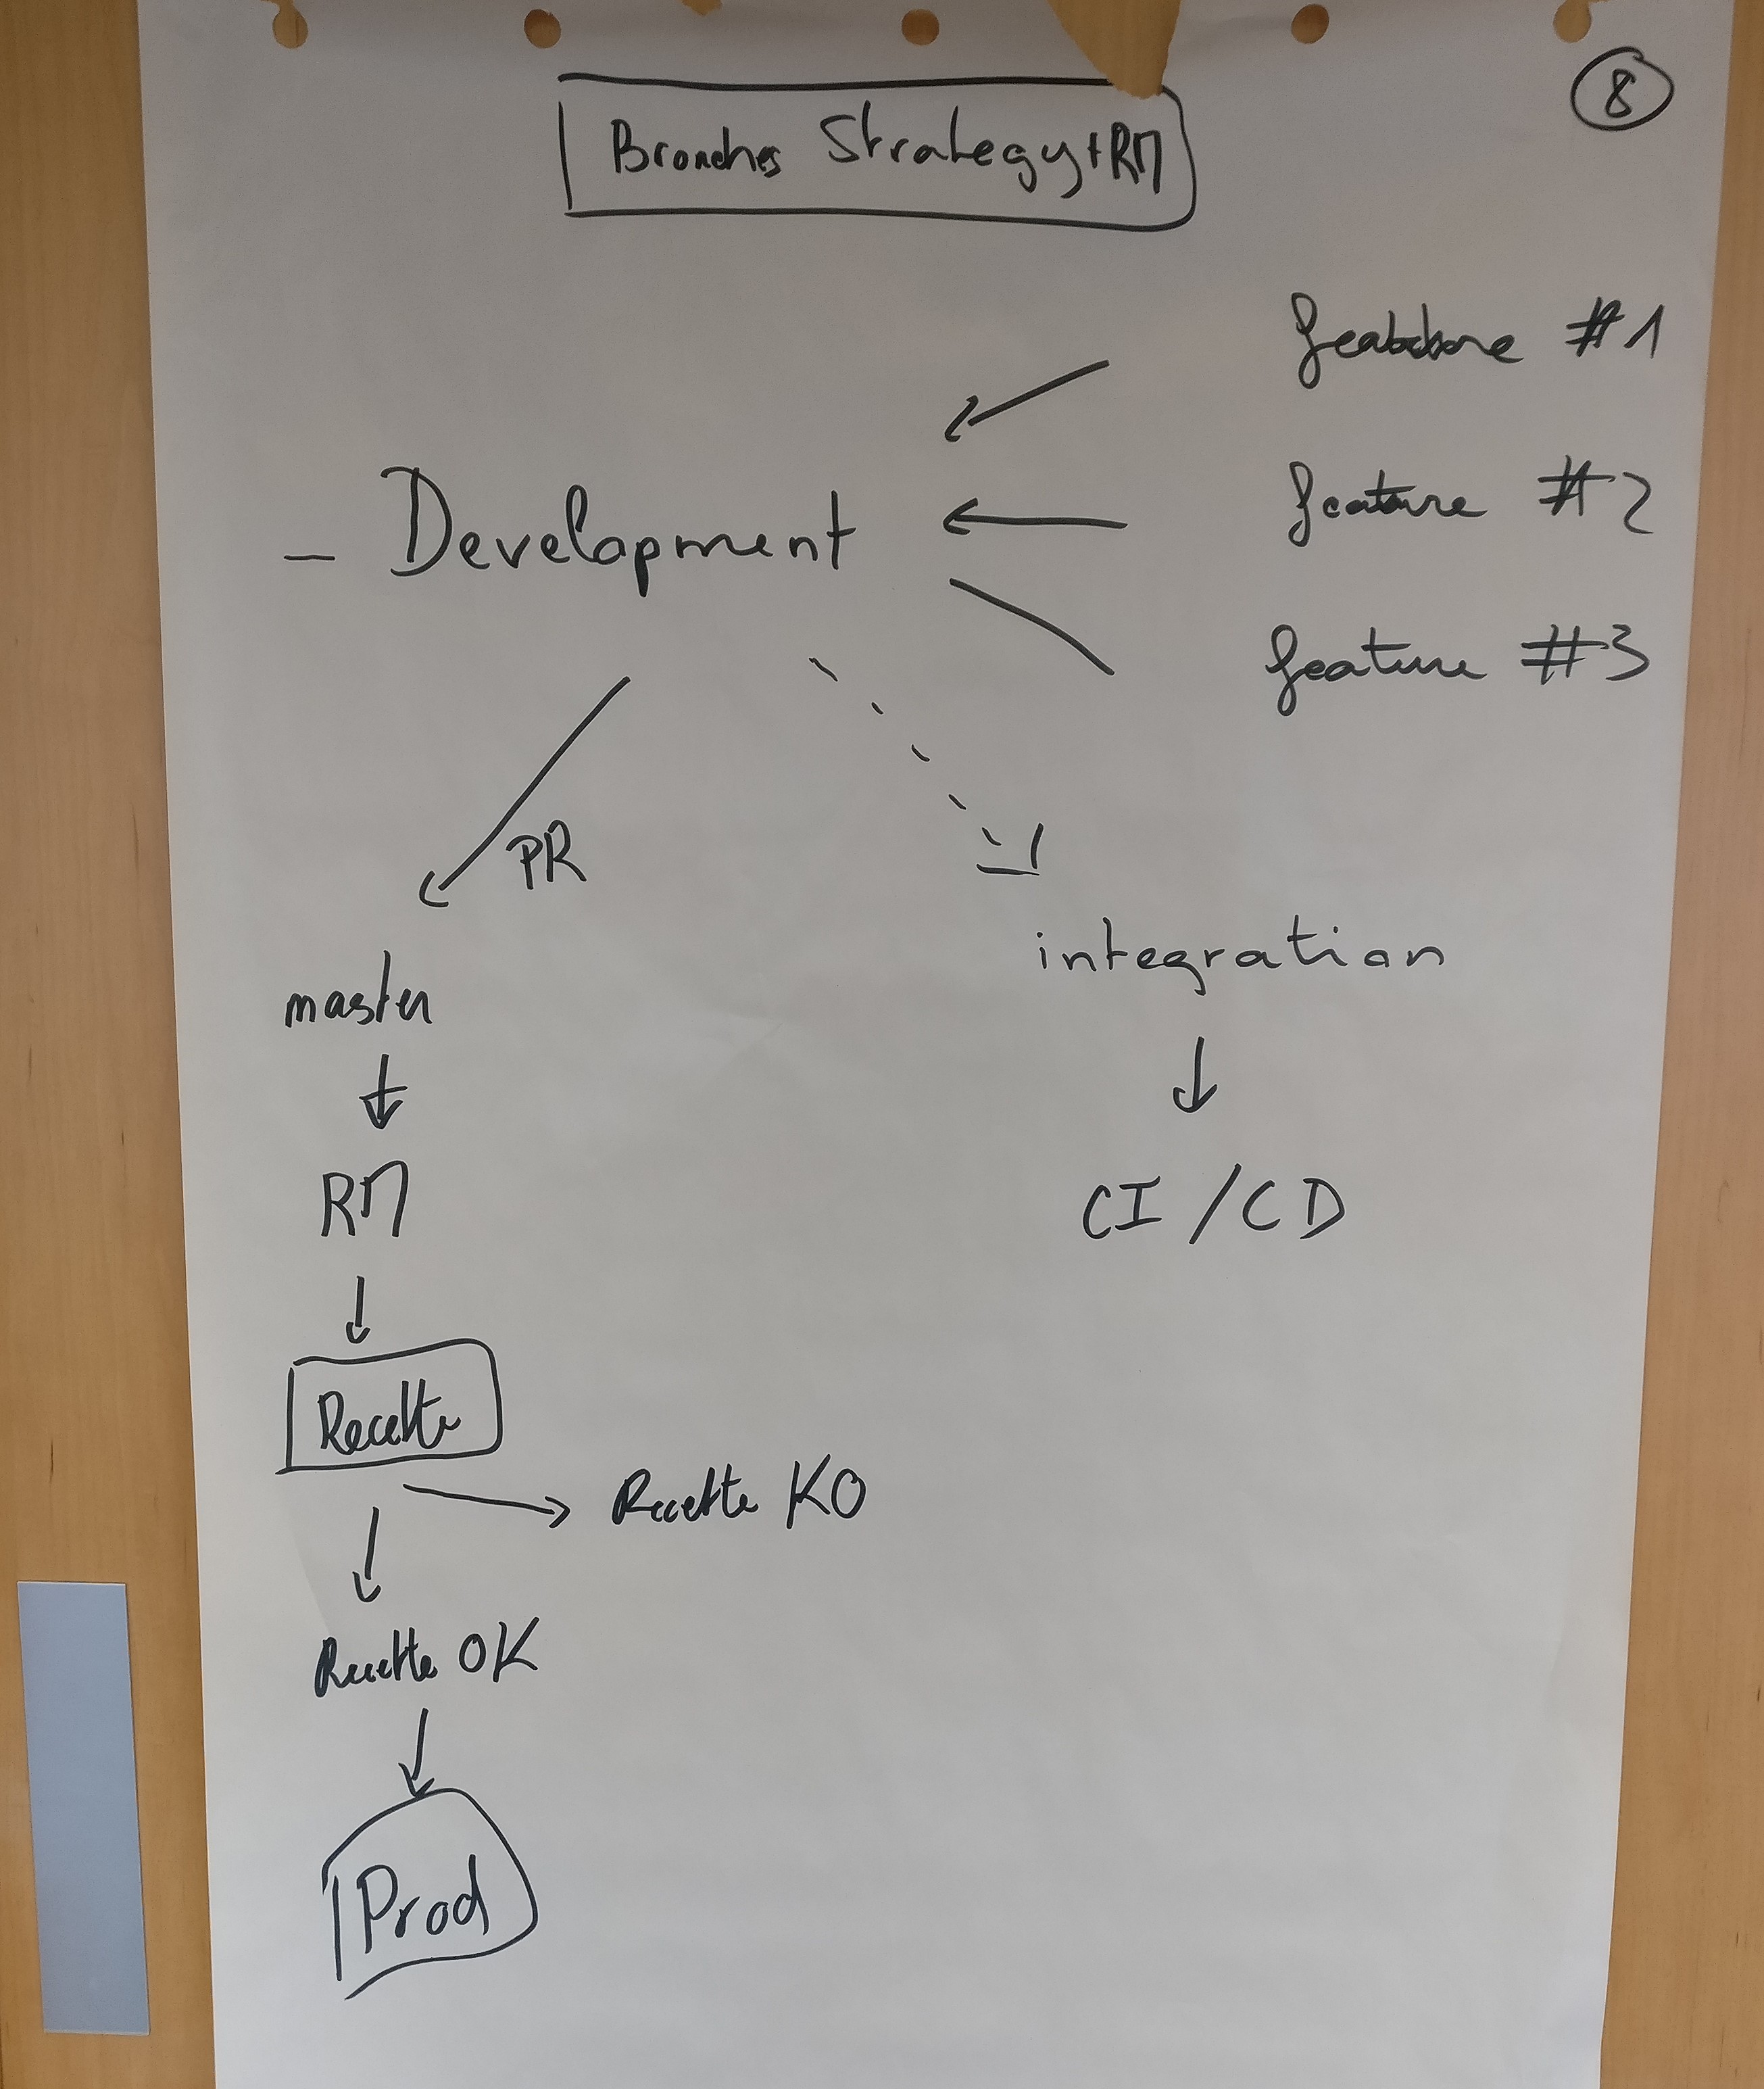 8
Branches Strategy + RM
feature #1
feature #2
- Development
feature #3
PR
integration
master
RM
CI / CD
Recette
Recette KO
Recette OK
Prod